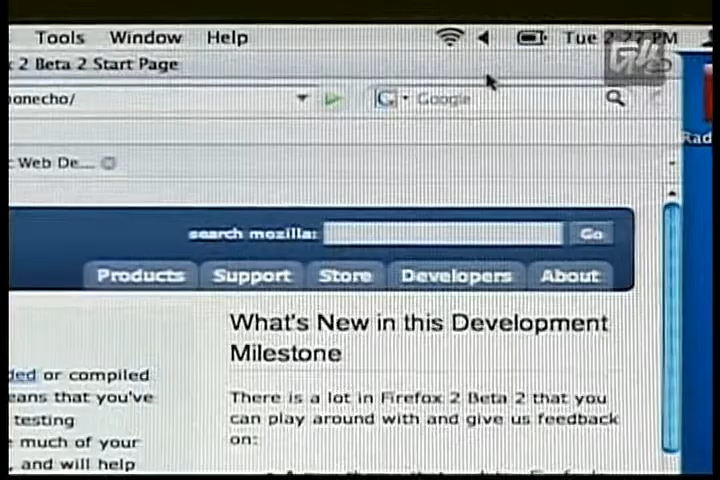 Tools Window Help Tue 2:27 PM
2 Beta 2 Start Page
G4
onecho/ G Google
Rad
Web De...
search mozilla: Go
Products Support Store Developers About
What's New in this Development
Milestone
ded or compiled
eans that you've
testing
much of your
, and will help
There is a lot in Firefox 2 Beta 2 that you
can play around with and give us feedback
on: